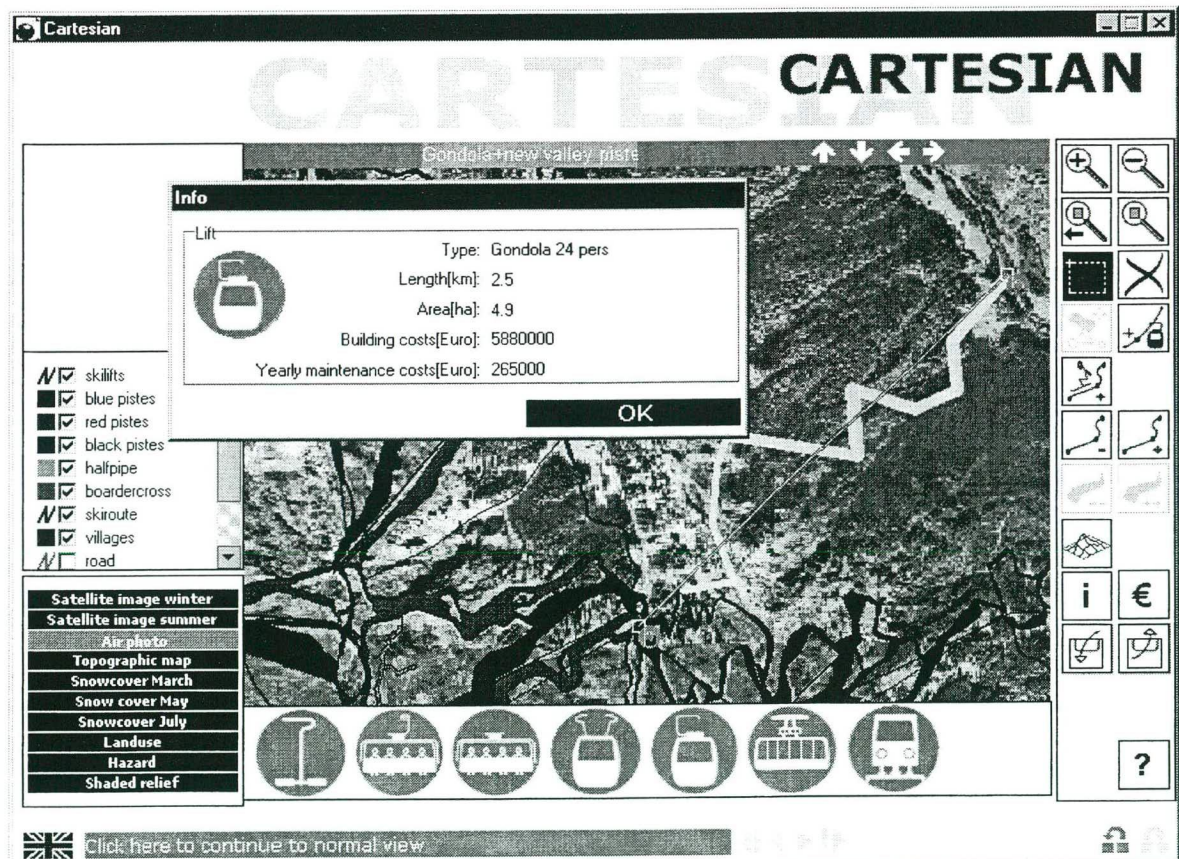 Cartesian
CARTESIAN
CARTESIAN
Gondola+new valley piste
Info
Lift
Type: Gondola 24 pers
Length[km]: 2.5
Area[ha]: 4.9
Building costs[Euro]: 5880000
Yearly maintenance costs[Euro]: 265000
OK
skilifts
blue pistes
red pistes
black pistes
halfpipe
boardercross
skiroute
villages
road
Satellite image winter
Satellite image summer
Air photo
Topographic map
Snowcover March
Snow cover May
Snowcover July
Landuse
Hazard
Shaded relief
i
€
?
Click here to continue to normal view